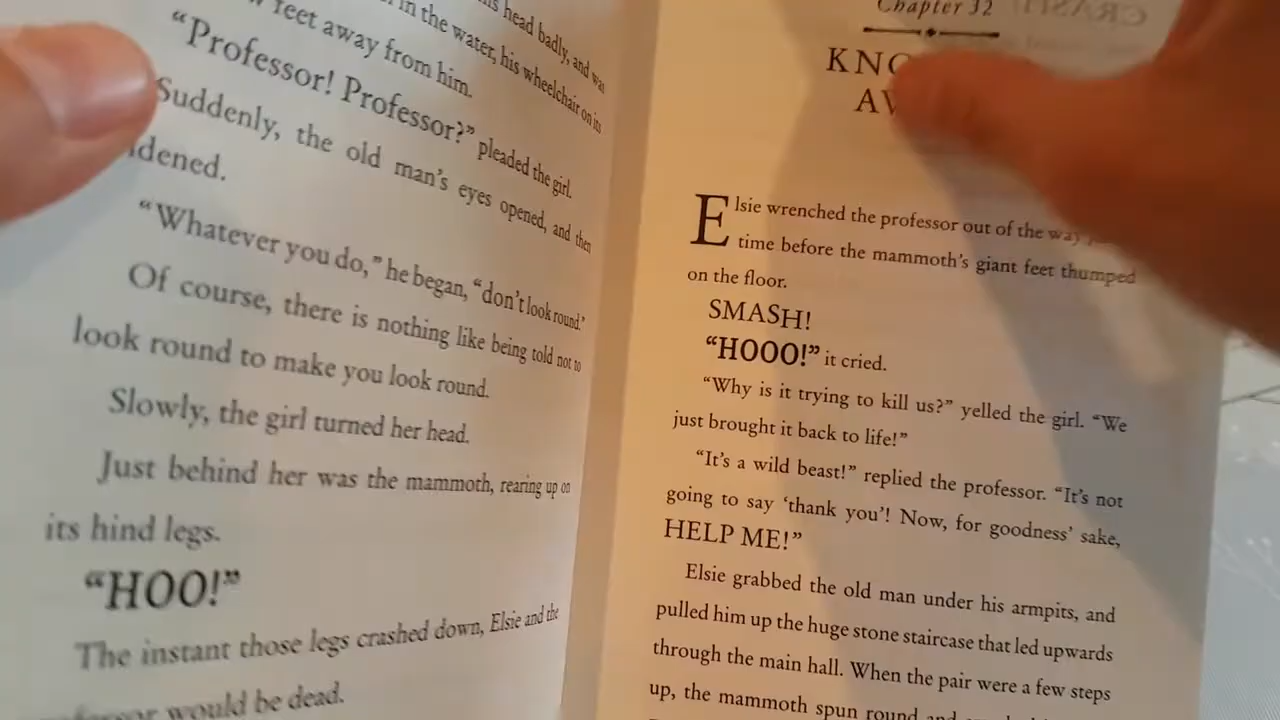 his head badly, and was
in the water, his wheelchair on its
feet away from him.
“Professor! Professor?” pleaded the girl.
Suddenly, the old man’s eyes opened, and then
“Whatever you do,” he began, “don’t look round.”
Of course, there is nothing like being told not to
look round to make you look round.
Slowly, the girl turned her head.
Just behind her was the mammoth, rearing up on
its hind legs.
“HOO!”
The instant those legs crashed down, Elsie and the
would be dead.
Chapter 32
Elsie wrenched the professor out of the way
time before the mammoth’s giant feet thumped
on the floor.
SMASH!
“HOOO!” it cried.
“Why is it trying to kill us?” yelled the girl. “We
just brought it back to life!”
“It’s a wild beast!” replied the professor. “It’s not
going to say ‘thank you’! Now, for goodness’ sake,
HELP ME!”
Elsie grabbed the old man under his armpits, and
pulled him up the huge stone staircase that led upwards
through the main hall. When the pair were a few steps
up, the mammoth spun round and